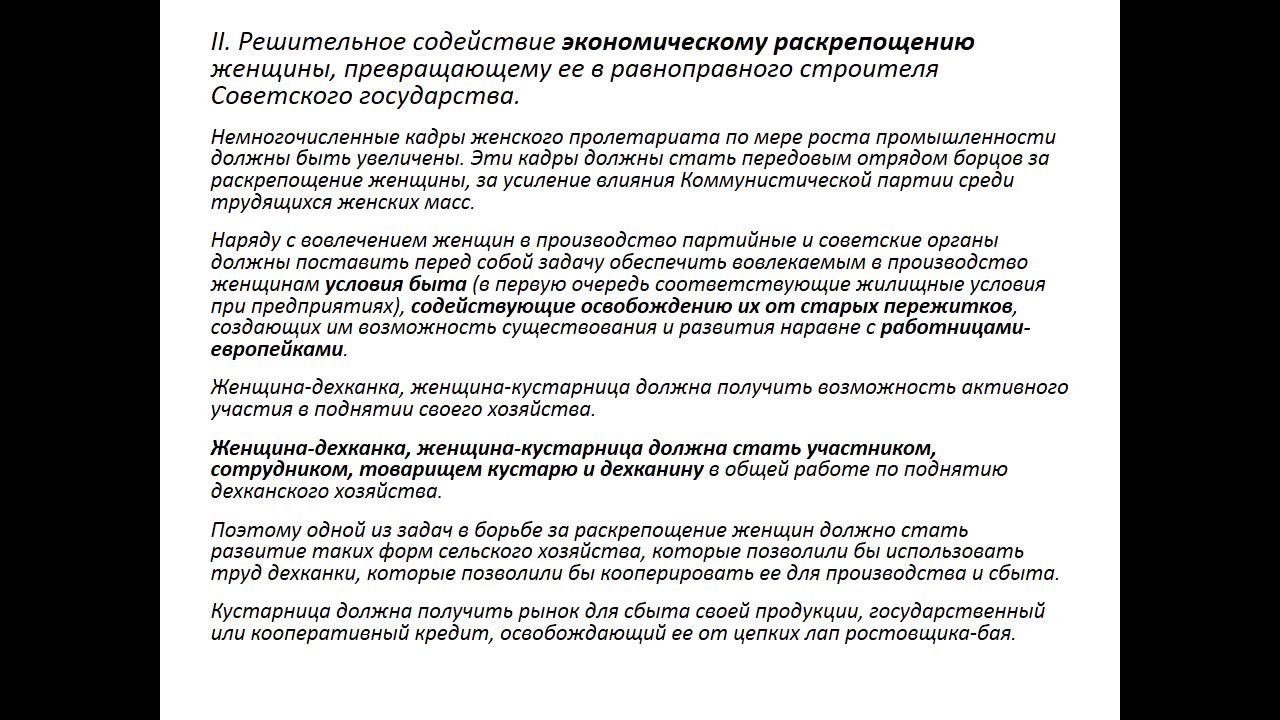 II. Решительное содействие экономическому раскрепощению
женщины, превращающему ее в равноправного строителя
Советского государства.
Немногочисленные кадры женского пролетариата по мере роста промышленности
должны быть увеличены. Эти кадры должны стать передовым отрядом борцов за
раскрепощение женщины, за усиление влияния Коммунистической партии среди
трудящихся женских масс.
Наряду с вовлечением женщин в производство партийные и советские органы
должны поставить перед собой задачу обеспечить вовлекаемым в производство
женщинам условия быта (в первую очередь соответствующие жилищные условия
при предприятиях), содействующие освобождению их от старых пережитков,
создающих им возможность существования и развития наравне с работницами-
европейками.
Женщина-дехканка, женщина-кустарница должна получить возможность активного
участия в поднятии своего хозяйства.
Женщина-дехканка, женщина-кустарница должна стать участником,
сотрудником, товарищем кустарю и дехканину в общей работе по поднятию
дехканского хозяйства.
Поэтому одной из задач в борьбе за раскрепощение женщин должно стать
развитие таких форм сельского хозяйства, которые позволили бы использовать
труд дехканки, которые позволили бы кооперировать ее для производства и сбыта.
Кустарница должна получить рынок для сбыта своей продукции, государственный
или кооперативный кредит, освобождающий ее от цепких лап ростовщика-бая.